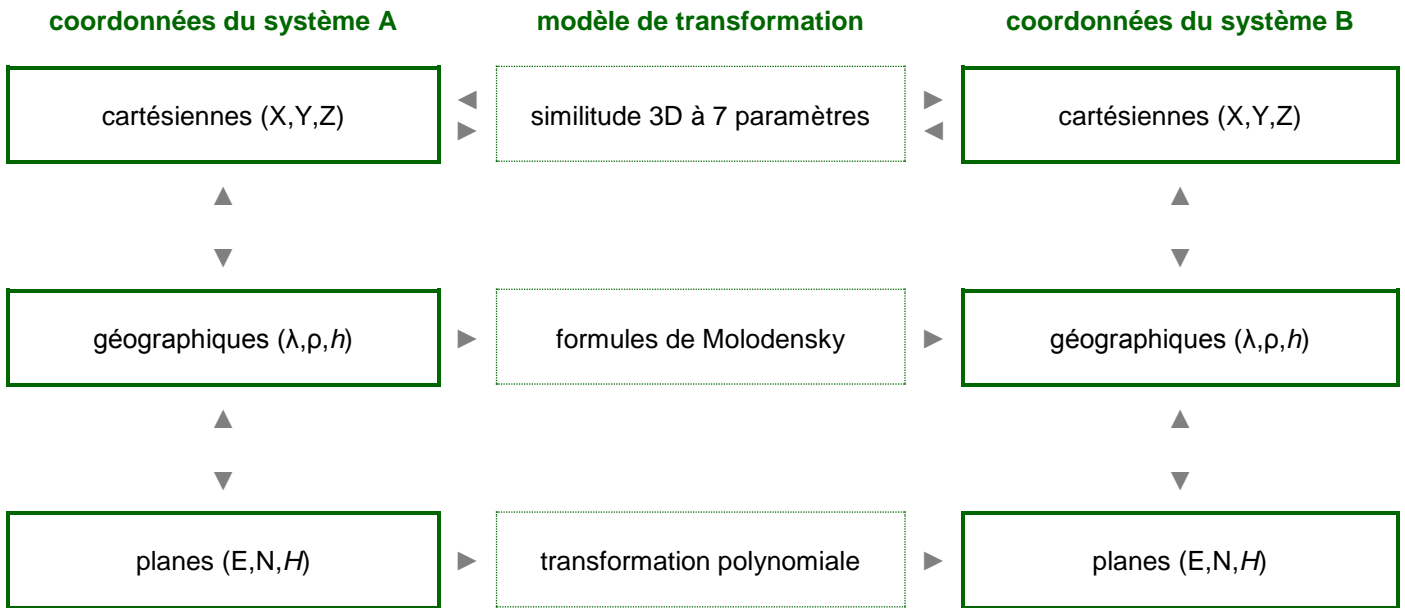 coordonnées du système A modèle de transformation coordonnées du système B
cartésiennes (X,Y,Z) similitude 3D à 7 paramètres cartésiennes (X,Y,Z)
géographiques (λ,ρ,h) formules de Molodensky géographiques (λ,ρ,h)
planes (E,N,H) transformation polynomiale planes (E,N,H)